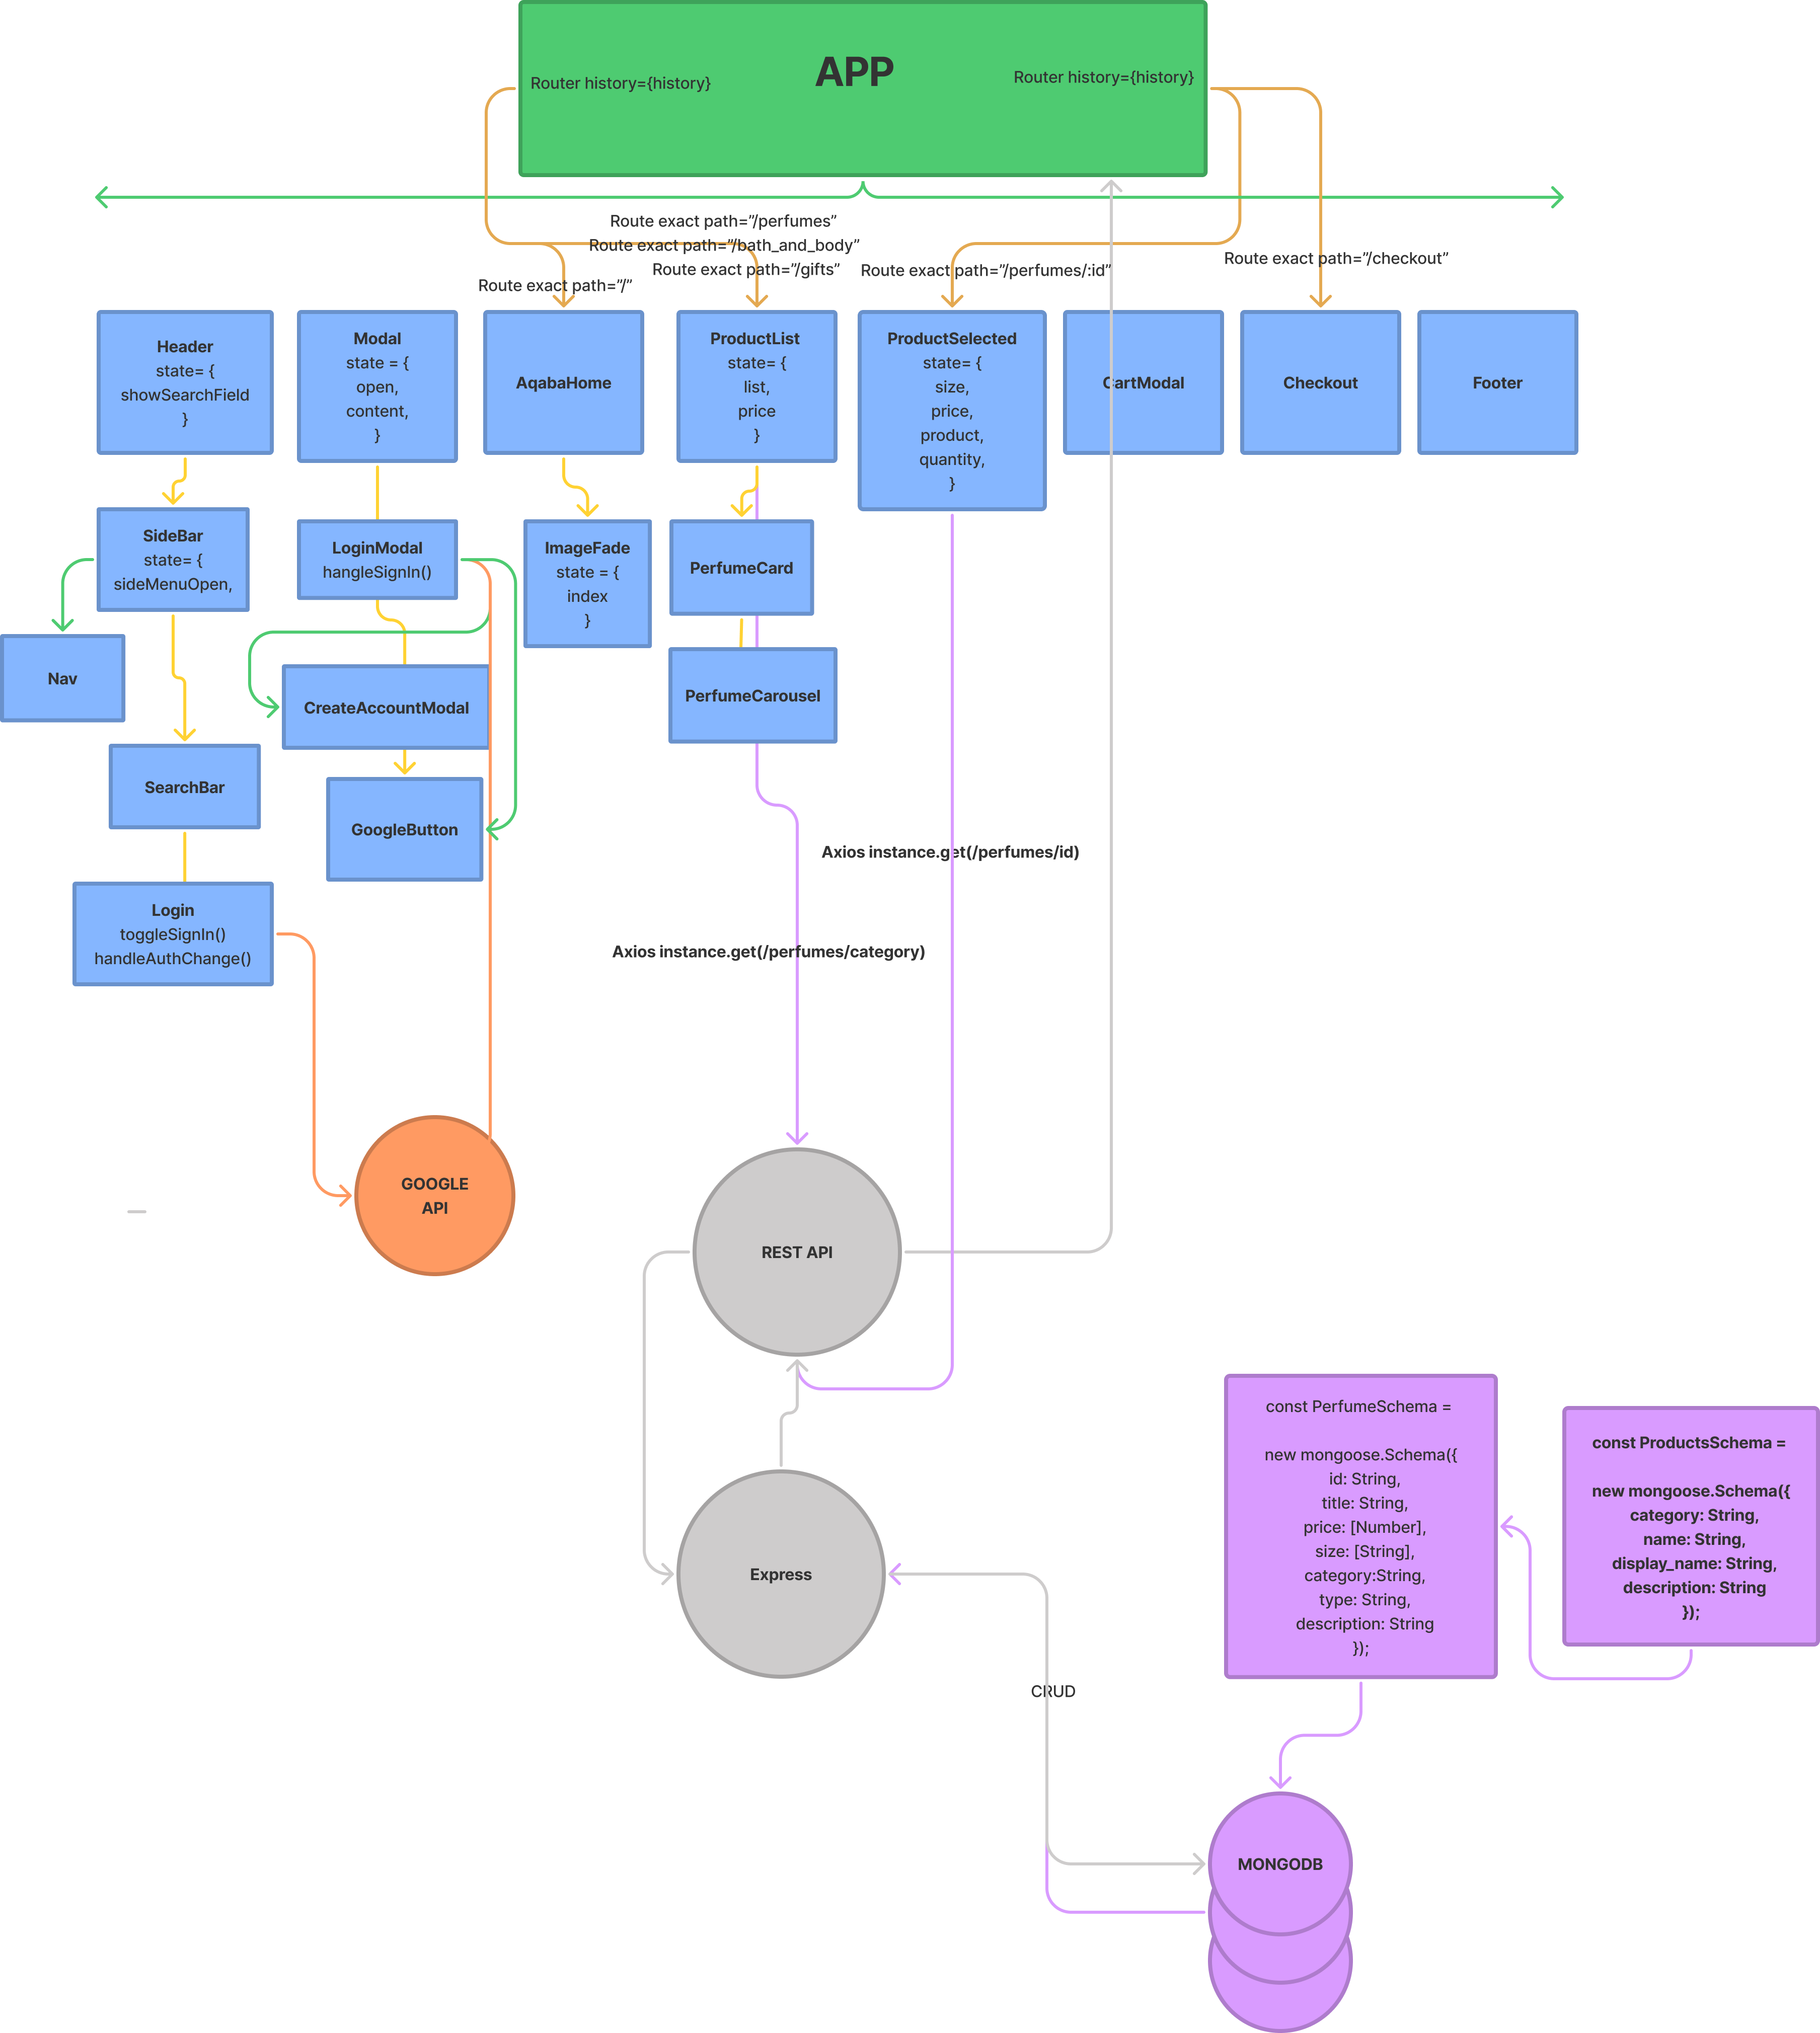 APP
Router history={history}
Router history={history}
Route exact path=”/perfumes”
Route exact path=”/bath_and_body”
Route exact path=”/gifts”
Route exact path=”/”
Route exact path=”/perfumes/:id”
Route exact path=”/checkout”
Header
state= {
showSearchField
}
Modal
state = {
open,
content,
}
AqabaHome
ProductList
state= {
list,
price
}
ProductSelected
state= {
size,
price,
product,
quantity,
}
CartModal
Checkout
Footer
SideBar
state= {
sideMenuOpen,
LoginModal
hangleSignIn()
ImageFade
state = {
index
}
PerfumeCard
Nav
CreateAccountModal
PerfumeCarousel
SearchBar
GoogleButton
Axios instance.get(/perfumes/id)
Login
toggleSignIn()
handleAuthChange()
Axios instance.get(/perfumes/category)
GOOGLE
API
REST API
const PerfumeSchema =
new mongoose.Schema({
id: String,
title: String,
price: [Number],
size: [String],
category:String,
type: String,
description: String
});
const ProductsSchema =
new mongoose.Schema({
category: String,
name: String,
display_name: String,
description: String
});
Express
CRUD
MONGODB